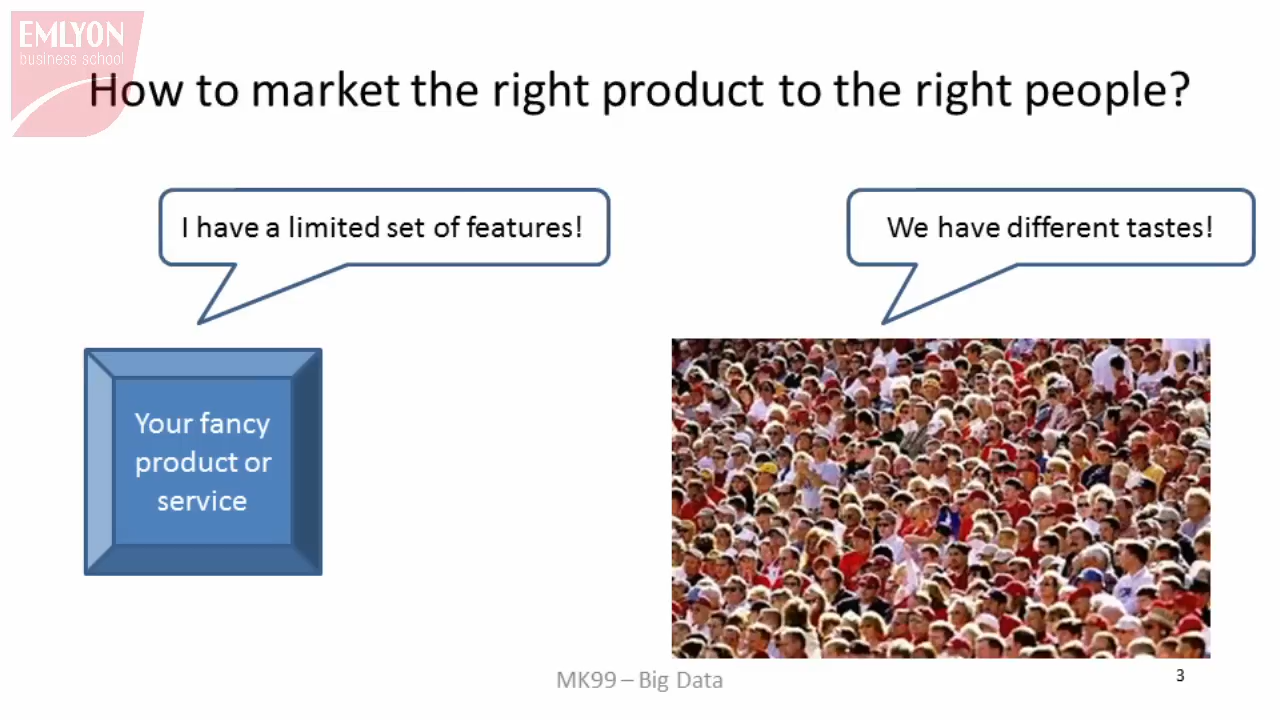 EMLYON
business school
How to market the right product to the right people?
I have a limited set of features!
We have different tastes!
Your fancy
product or
service
MK99 – Big Data
3